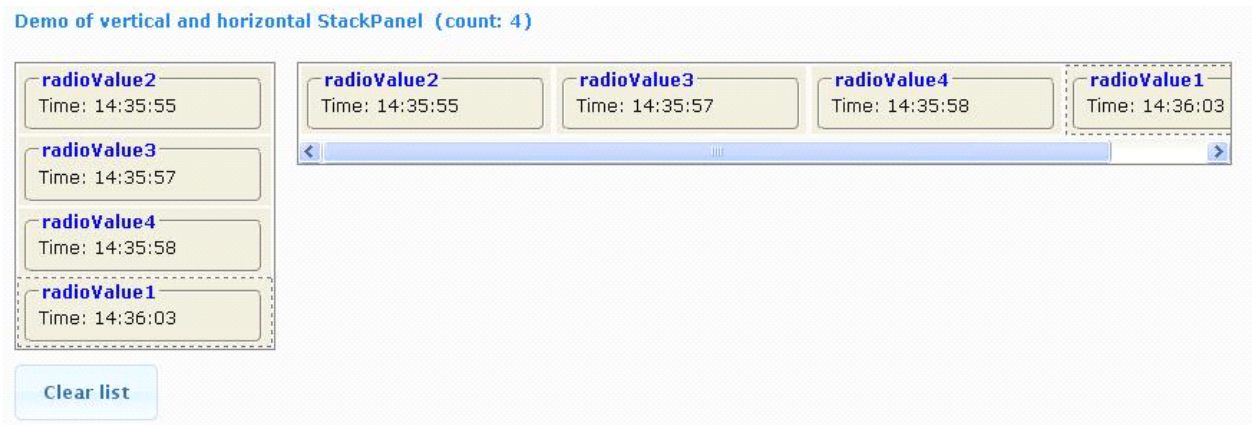 Demo of vertical and horizontal StackPanel (count: 4)
radioValue2
Time: 14:35:55
radioValue3
Time: 14:35:57
radioValue4
Time: 14:35:58
radioValue1
Time: 14:36:03
radioValue2
Time: 14:35:55
radioValue3
Time: 14:35:57
radioValue4
Time: 14:35:58
radioValue1
Time: 14:36:03
Clear list